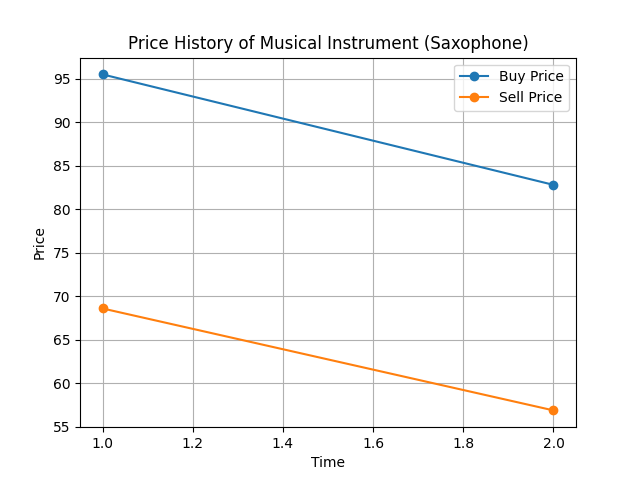 Price History of Musical Instrument (Saxophone)
Buy Price
Sell Price
95
90
85
80
75
70
65
60
55
Price
1.0 1.2 1.4 1.6 1.8 2.0
Time